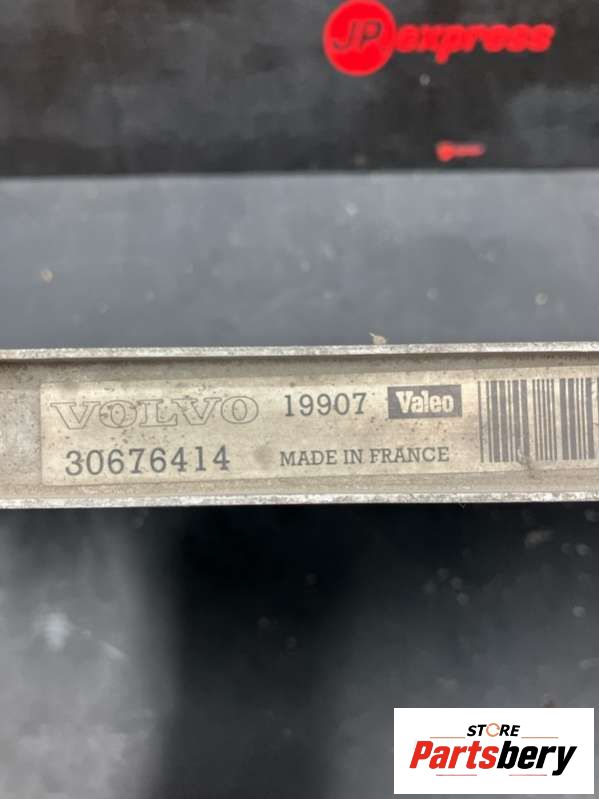 JP.express
VOLVO 19907 Valeo
30676414 MADE IN FRANCE
STORE
Partsbery